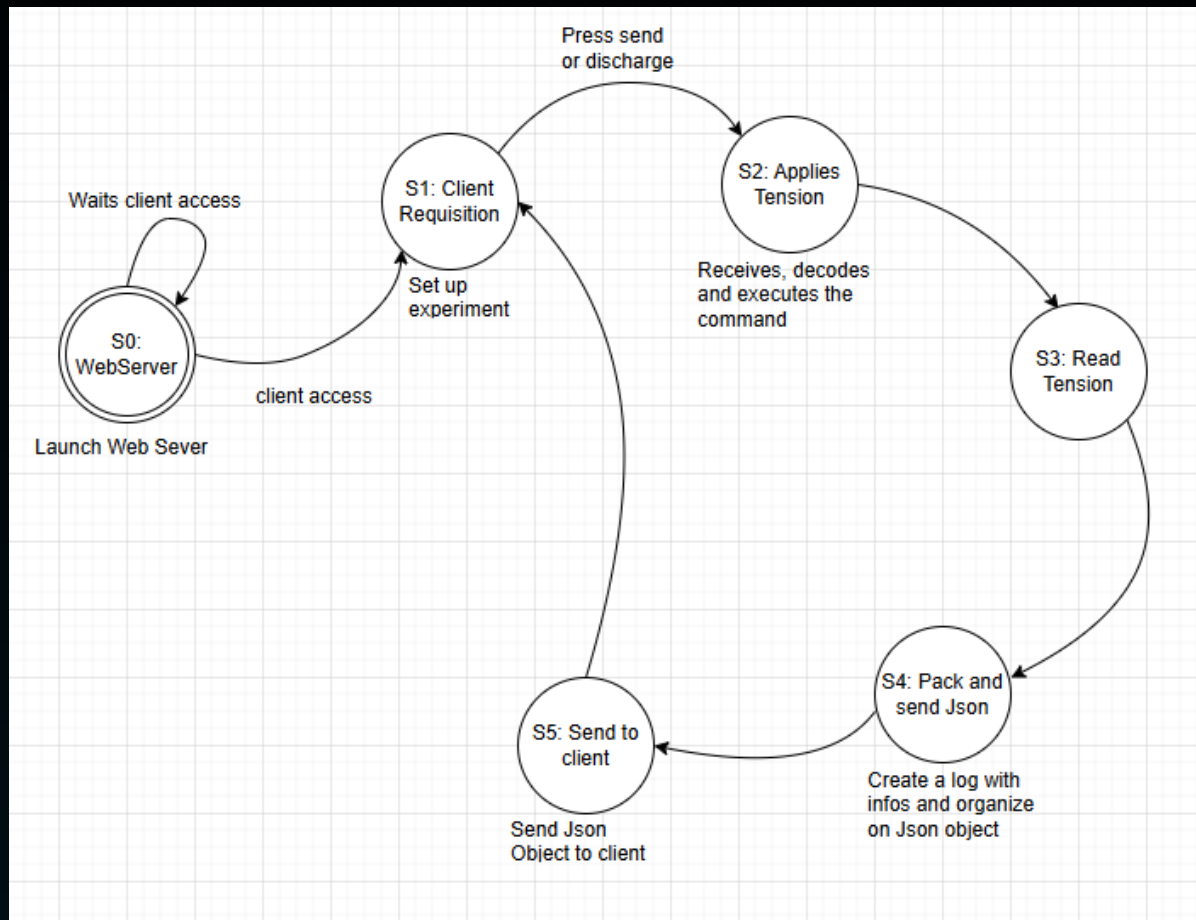 Press send
or discharge
S1: Client
Requisition
S2: Applies
Tension
Waits client access
Receives, decodes
and executes the
command
Set up
experiment
S0:
WebServer
S3: Read
Tension
client access
Launch Web Sever
S4: Pack and
send Json
S5: Send to
client
Create a log with
infos and organize
on Json object
Send Json
Object to client